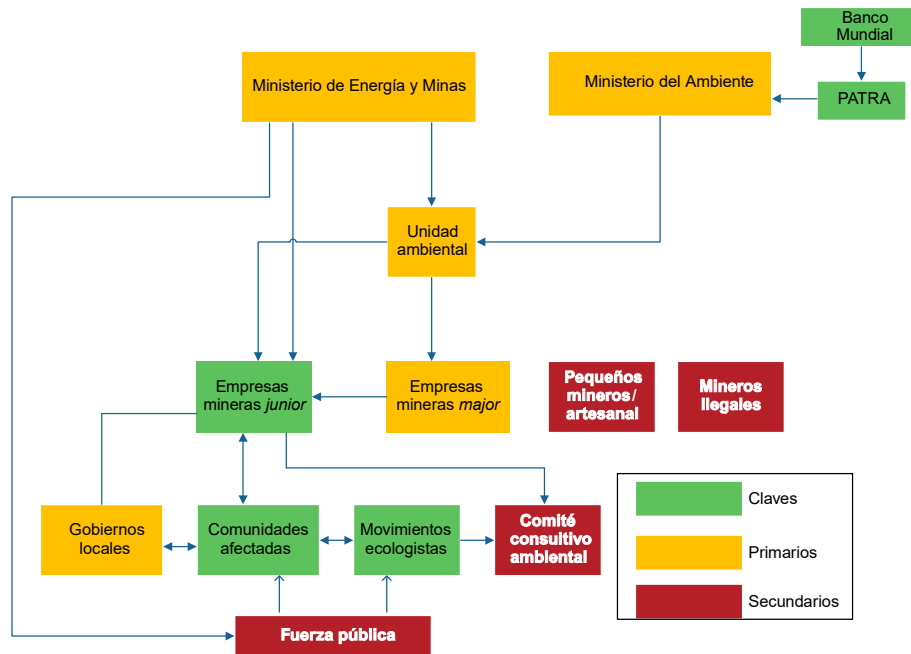 Banco
Mundial
Ministerio de Energía y Minas
Ministerio del Ambiente
PATRA
Unidad
ambiental
Empresas
mineras junior
Empresas
mineras major
Pequeños
mineros/
artesanal
Mineros
Ilegales
Gobiernos
locales
Comunidades
afectadas
Movimientos
ecologistas
Comité
consultivo
ambiental
Fuerza pública
Claves
Primarios
Secundarios